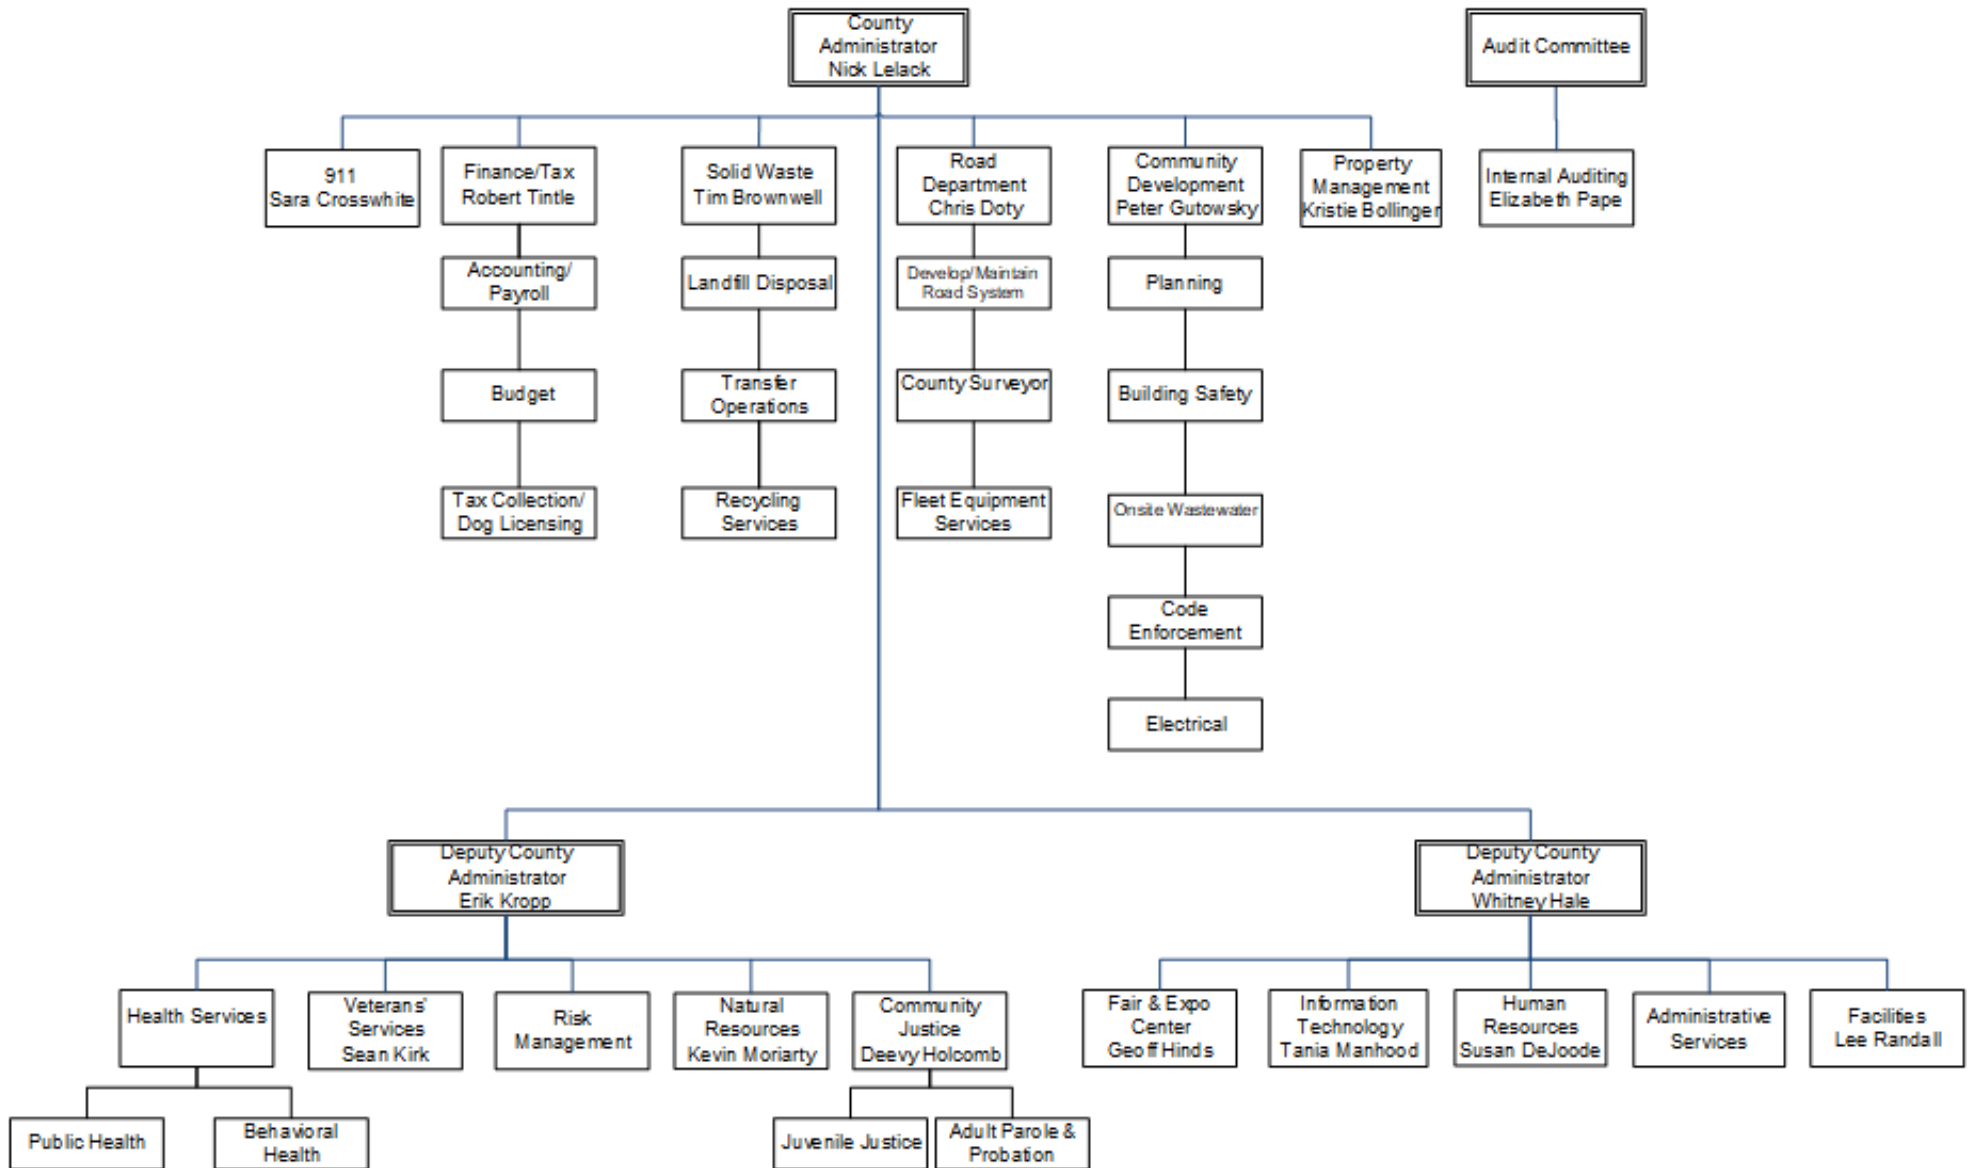 County
Administrator
Nick Lelack
Audit Committee
911
Sara Crosswhite
Finance/Tax
Robert Tintle
Solid Waste
Tim Brownwell
Road
Department
Chris Doty
Community
Development
Peter Gutowsky
Property
Management
Kristie Bollinger
Internal Auditing
Elizabeth Pape
Accounting/
Payroll
Landfill Disposal
Develop/Maintain
Road System
Planning
Budget
Transfer
Operations
County Surveyor
Building Safety
Tax Collection/
Dog Licensing
Recycling
Services
Fleet Equipment
Services
Onsite Wastewater
Code
Enforcement
Electrical
Deputy County
Administrator
Erik Kropp
Deputy County
Administrator
Whitney Hale
Health Services
Veterans'
Services
Sean Kirk
Risk
Management
Natural
Resources
Kevin Moriarty
Community
Justice
Deevy Holcomb
Fair & Expo
Center
Geoff Hinds
Information
Technology
Tania Manhood
Human
Resources
Susan DeJoode
Administrative
Services
Facilities
Lee Randall
Public Health
Behavioral
Health
Juvenile Justice
Adult Parole &
Probation